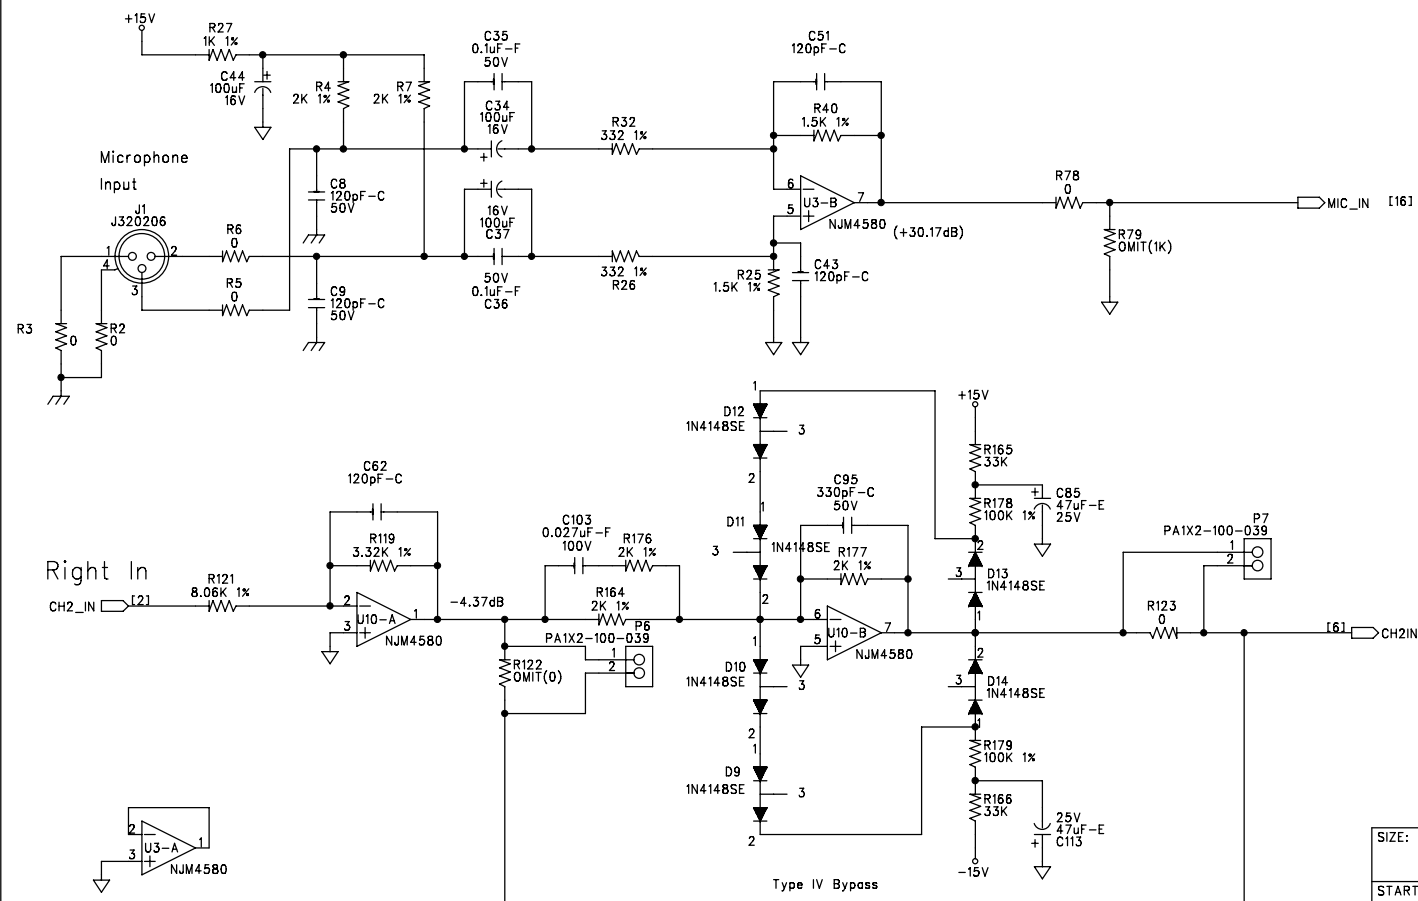 +15V
R27
1K 1%
C44
100uF
16V
+
R4
2K 1%
R7
2K 1%
C35
0.1uF-F
50V
C34
100uF
16V
+
R32
332 1%
C51
120pF-C
R40
1.5K 1%
Microphone
Input
J1
J320206
1
2
3
4
R6
0
R5
0
R3
0
R2
0
C8
120pF-C
50V
C9
120pF-C
50V
+
16V
100uF
C37
50V
0.1uF-F
C36
332 1%
R26
6
5
7
U3-B
NJM4580
(+30.17dB)
R25
1.5K 1%
C43
120pF-C
R78
0
R79
OMIT(1K)
MIC_IN [16]
Right In
CH2_IN [2]
R121
8.06K 1%
C62
120pF-C
R119
3.32K 1%
2
3
1
U10-A
NJM4580
-4.37dB
C103
0.027uF-F
100V
R176
2K 1%
R164
2K 1%
P6
PA1X2-100-039
1
2
R122
OMIT(0)
1
D12
1N4148SE
3
2
1
D11
1N4148SE
3
2
1
D10
1N4148SE
3
2
1
D9
1N4148SE
3
2
C95
330pF-C
50V
R177
2K 1%
6
5
7
U10-B
NJM4580
+15V
R165
33K
R178
100K 1%
+
C85
47uF-E
25V
2
D13
1N4148SE
3
1
2
D14
1N4148SE
3
1
R179
100K 1%
R166
33K
25V
47uF-E
C113
+
-15V
P7
PA1X2-100-039
1
2
R123
0
[6] CH2IN
2
3
1
U3-A
NJM4580
Type IV Bypass
SIZE:
START